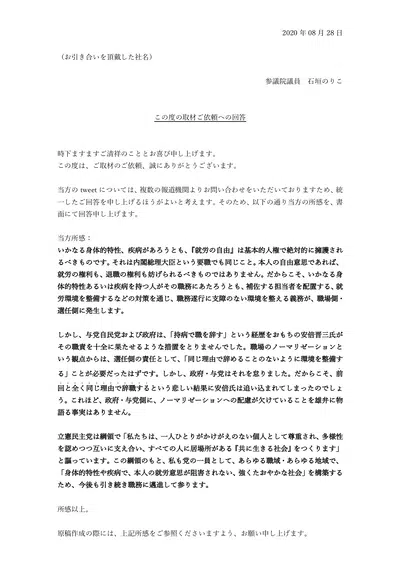 2020 年 08 月 28 日
（お引き合いを頂戴した社名）
参議院議員　石垣のりこ
この度の取材ご依頼への回答
時下ますますご清祥のこととお喜び申し上げます。
この度は、ご取材のご依頼、誠にありがとうございます。
当方の tweet については、複数の報道機関よりお問い合わせをいただいておりますため、統
一したご回答を申し上げるほうがよいと考えます。そのため、以下の通り当方の所感を、書
面にて回答申し上げます。
当方所感：
いかなる身体的特性、疾病があろうとも、『就労の自由』は基本的人権で絶対的に擁護され
るべきものです。それは内閣総理大臣という要職でも同じこと。本人の自由意思であれば、
就労の権利も、退職の権利も妨げられるべきものではありません。だからこそ、いかなる身
体的特性あるいは疾病を持つ人がその職務にあたろうとも、補佐する担当者を配置する、就
労環境を整備するなどの対策を通じ、職務遂行に支障のない環境を整える義務が、職場側・
選任側に発生します。
しかし、与党自民党および政府は、「持病で職を辞す」という経歴をおもちの安倍晋三氏が
その職責を十全に果たせるような措置をとりませんでした。職場のノーマリゼーションと
いう観点からは、選任側の責任として、「同じ理由で辞めることのないように環境を整備す
る」ことが必要だったはずです。しかし、政府・与党はそれを怠りました。だからこそ、前
回と全く同じ理由で辞職するという悲しい結果に安倍氏は追い込まれてしまったのでしょ
う。これほど、政府・与党側に、ノーマリゼーションへの配慮が欠けていることを雄弁に物
語る事実はありません。
立憲民主党は綱領で「私たちは、一人ひとりがかけがえのない個人として尊重され、多様性
を認めつつ互いに支え合い、すべての人に居場所がある『共に生きる社会』をつくります」
と謳っています。この綱領のもと、私も党の一員として、あらゆる職域・あらゆる地域で、
「身体的特性や疾病で、本人の就労意思が阻害されない、強くたおやかな社会」を構築する
ため、今後も引き続き職務に邁進して参ります。
所感以上。
原稿作成の際には、上記所感をご参照くださいますよう、お願い申し上げます。